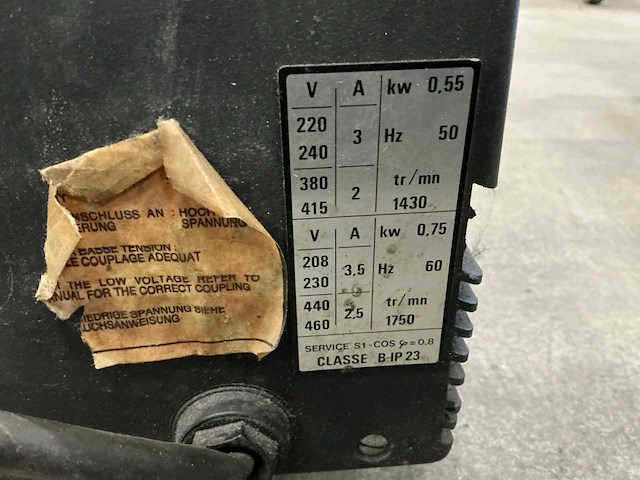 NSCHLUSS AN : HOCH
ERUNG SPANNUNG
BASSE TENSION :
LE COUPLAGE ADEQUAT
THE LOW VOLTAGE REFER TO
NUAL FOR THE CORRECT COUPLING
IEDRIGE SPANNUNG SIEHE
UCHSANWEISUNG
V A kw 0,55
220 240 3 Hz 50
380 415 2 tr/mn 1430
V A kw 0,75
208 230 3,5 Hz 60
440 460 2,5 tr/mn 1750
SERVICE S1-COS φ=0,8
CLASSE B-IP 23